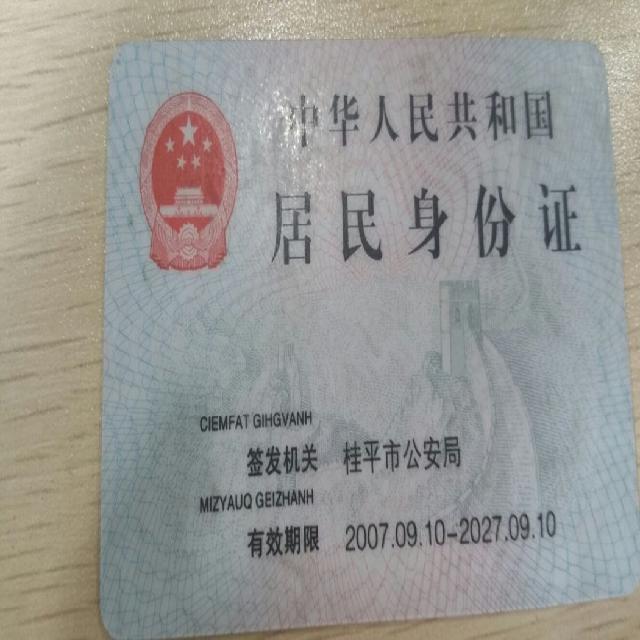 中华人民共和国
居民身份证
CIEMFAT GIHGVANH
签发机关 桂平市公安局
MIZYAUQ GEIZHANH
有效期限 2007.09.10-2027.09.10